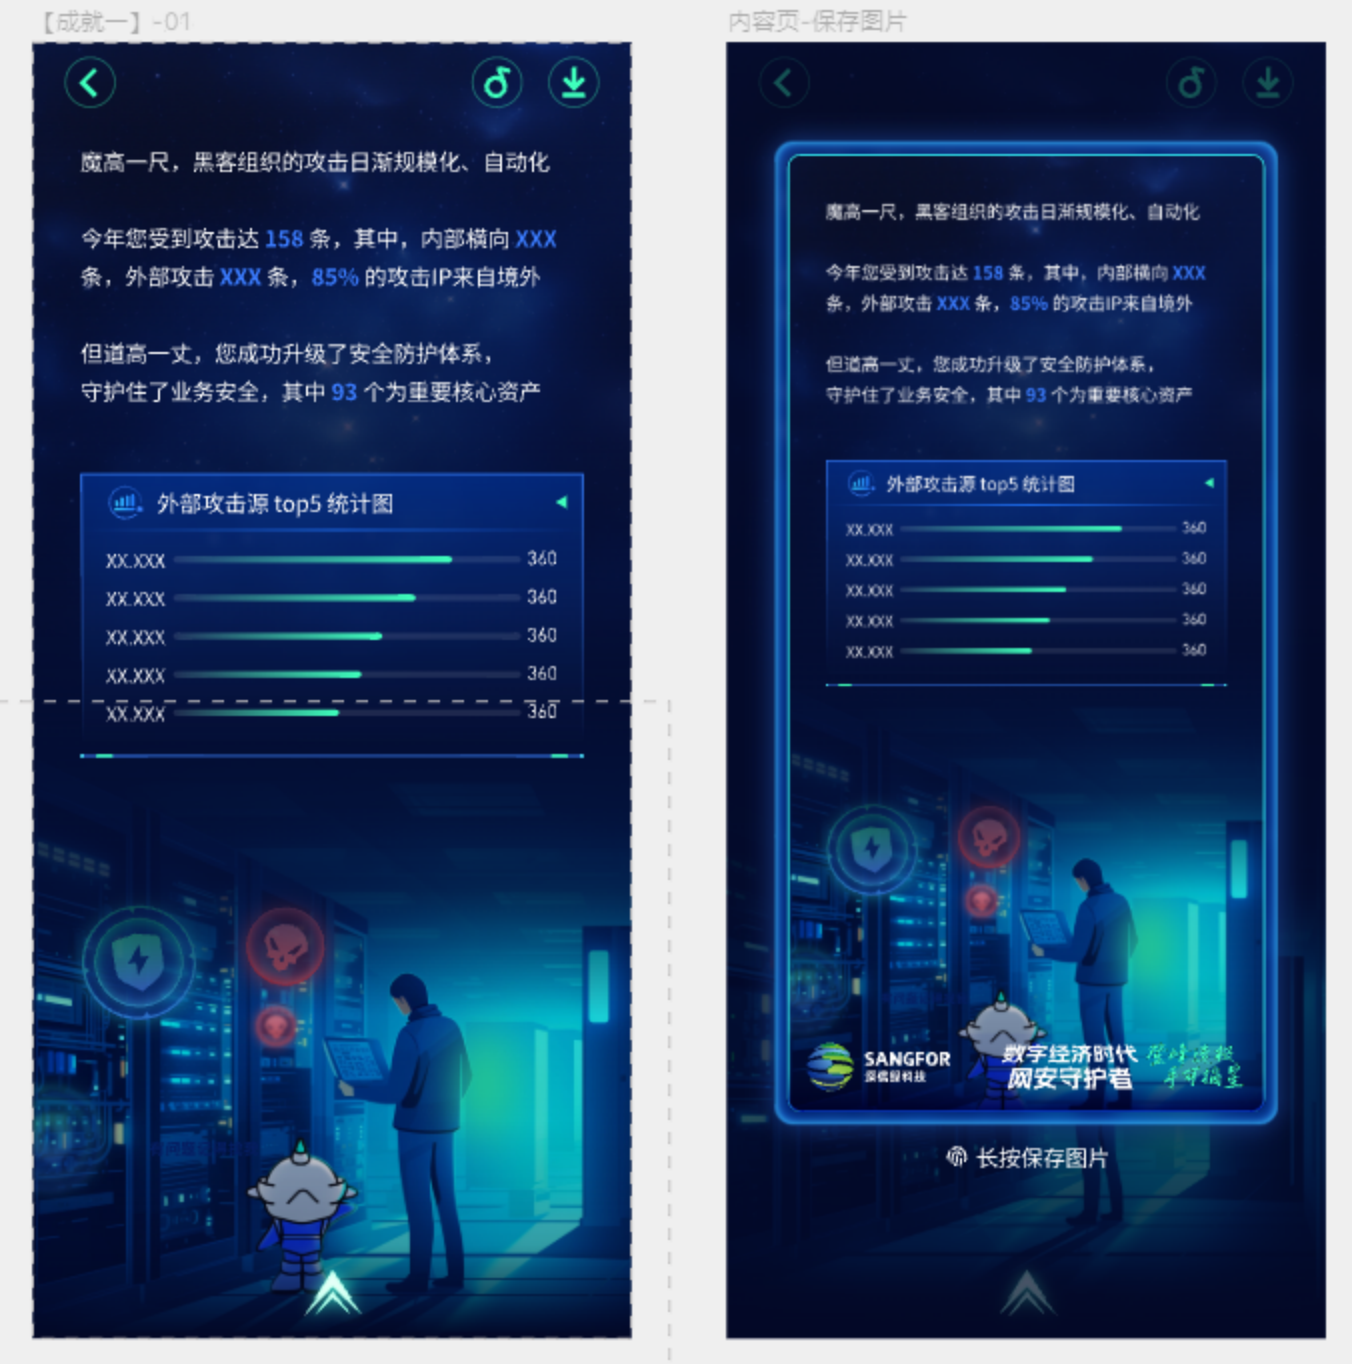 【成就一】-01
魔高一尺，黑客组织的攻击日渐规模化、自动化
今年您受到攻击达 158 条，其中，内部横向 XXX
条，外部攻击 XXX 条，85% 的攻击IP来自境外
但道高一丈，您成功升级了安全防护体系，
守护住了业务安全，其中 93 个为重要核心资产
外部攻击源 top5 统计图
XX.XXX 360
XX.XXX 360
XX.XXX 360
XX.XXX 360
XX.XXX 360
内容页-保存图片
魔高一尺，黑客组织的攻击日渐规模化、自动化
今年您受到攻击达 158 条，其中，内部横向 XXX
条，外部攻击 XXX 条，85% 的攻击IP来自境外
但道高一丈，您成功升级了安全防护体系，
守护住了业务安全，其中 93 个为重要核心资产
外部攻击源 top5 统计图
XX.XXX 360
XX.XXX 360
XX.XXX 360
XX.XXX 360
XX.XXX 360
SANGFOR
深信服科技
数字经济时代
网安守护者
手可摘星
长按保存图片